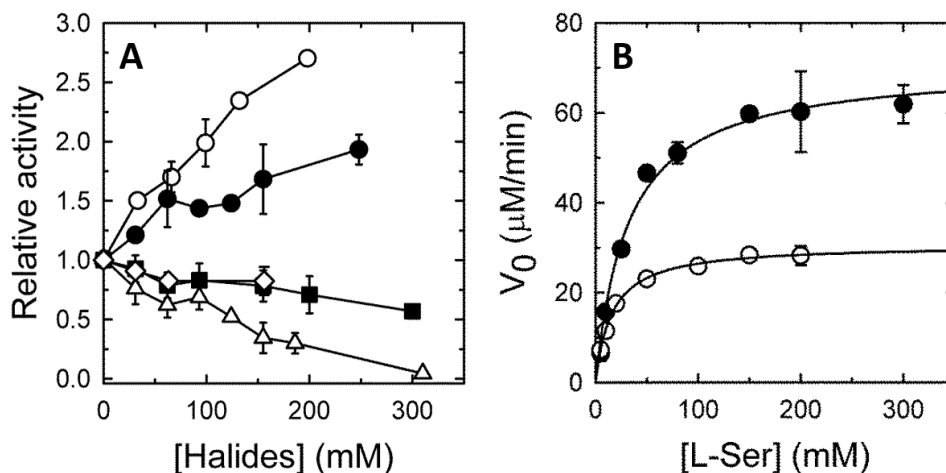 A
Relative activity
3.0
2.5
2.0
1.5
1.0
0.5
0.0
0 100 200 300
[Halides] (mM)
B
V₀ (μM/min)
80
60
40
20
0
0 100 200 300
[L-Ser] (mM)